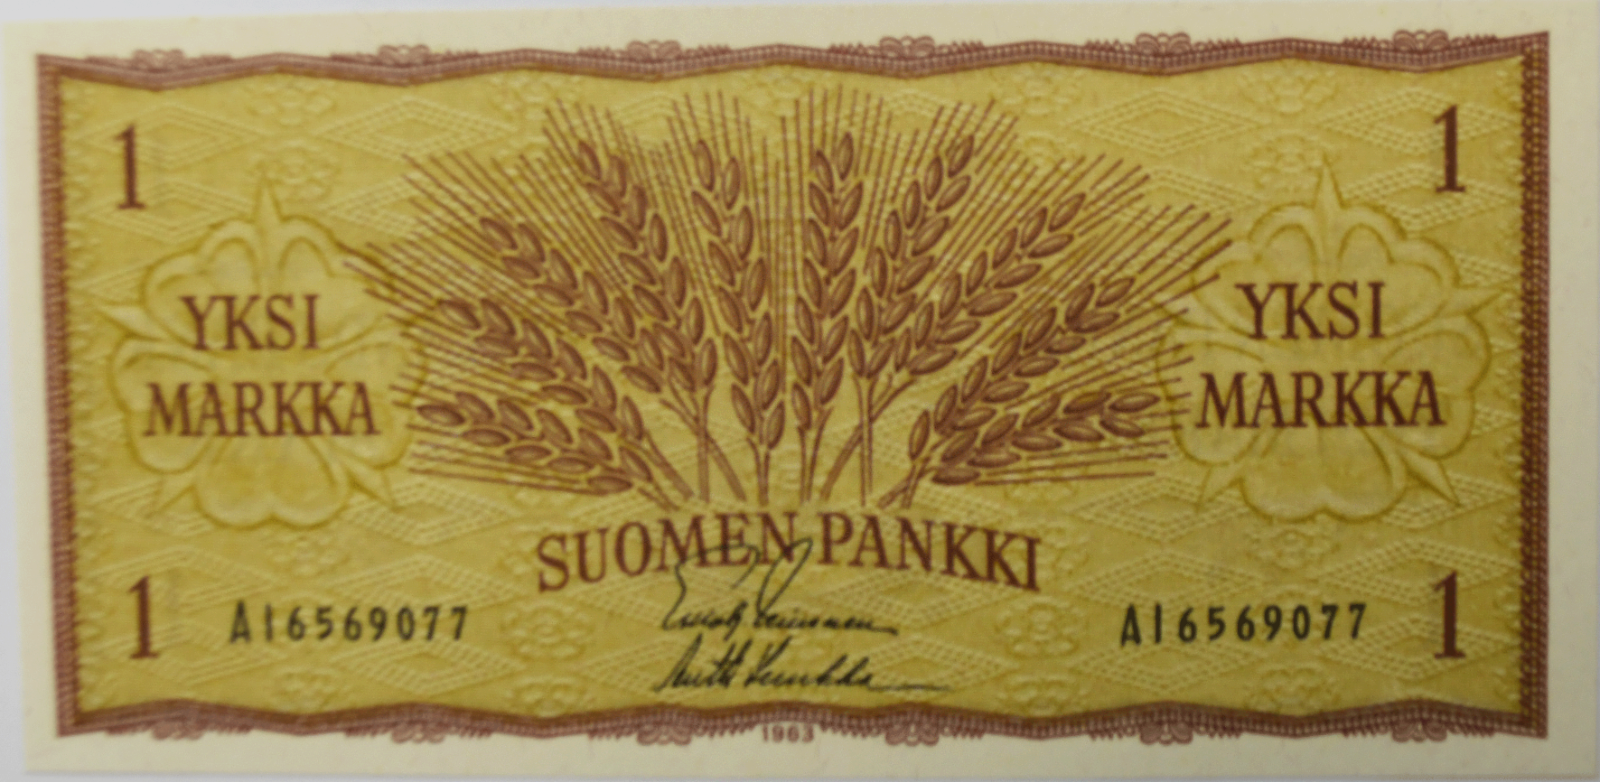 1
1
YKSI
MARKKA
YKSI
MARKKA
SUOMEN PANKKI
1
A16569077
A16569077
1
1963